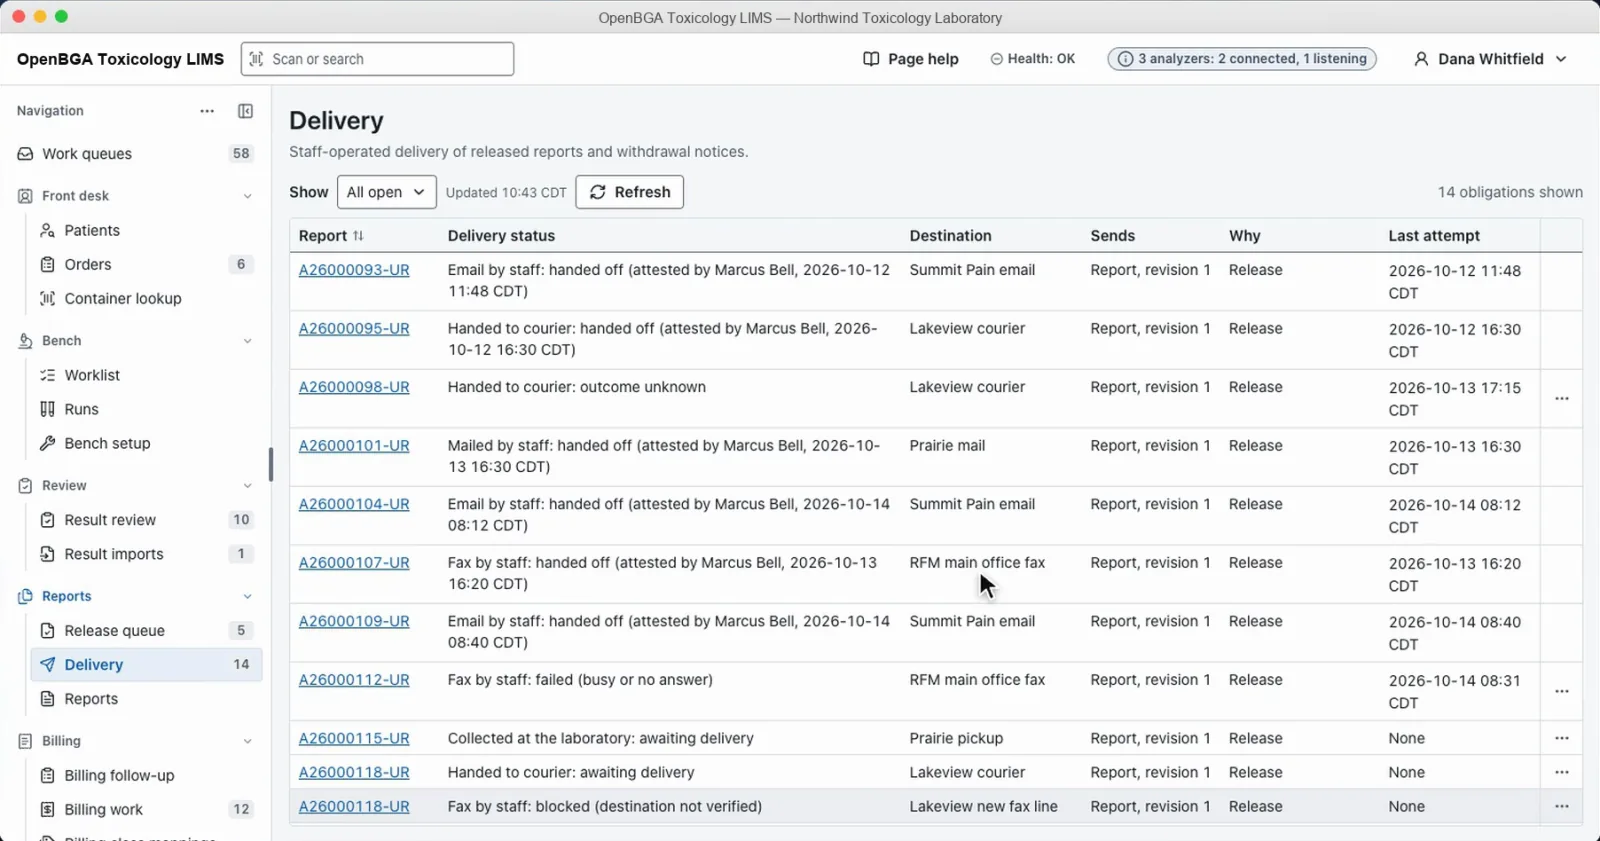 OpenBGA Toxicology LIMS — Northwind Toxicology Laboratory
OpenBGA Toxicology LIMS
Scan or search
Page help
Health: OK
3 analyzers: 2 connected, 1 listening
Dana Whitfield
Navigation
Work queues 58
Front desk
Patients
Orders 6
Container lookup
Bench
Worklist
Runs
Bench setup
Review
Result review 10
Result imports 1
Reports
Release queue 5
Delivery 14
Reports
Billing
Billing follow-up
Billing work 12
Delivery
Staff-operated delivery of released reports and withdrawal notices.
Show All open Updated 10:43 CDT Refresh 14 obligations shown
Report Delivery status Destination Sends Why Last attempt
A26000093-UR Email by staff: handed off (attested by Marcus Bell, 2026-10-12 Summit Pain email Report, revision 1 Release 2026-10-12 11:48
11:48 CDT) CDT
A26000095-UR Handed to courier: handed off (attested by Marcus Bell, 2026- Lakeview courier Report, revision 1 Release 2026-10-12 16:30
10-12 16:30 CDT) CDT
A26000098-UR Handed to courier: outcome unknown Lakeview courier Report, revision 1 Release 2026-10-13 17:15
CDT
A26000101-UR Mailed by staff: handed off (attested by Marcus Bell, 2026-10- Prairie mail Report, revision 1 Release 2026-10-13 16:30
13 16:30 CDT) CDT
A26000104-UR Email by staff: handed off (attested by Marcus Bell, 2026-10-14 Summit Pain email Report, revision 1 Release 2026-10-14 08:12
08:12 CDT) CDT
A26000107-UR Fax by staff: handed off (attested by Marcus Bell, 2026-10-13 RFM main office fax Report, revision 1 Release 2026-10-13 16:20
16:20 CDT) CDT
A26000109-UR Email by staff: handed off (attested by Marcus Bell, 2026-10-14 Summit Pain email Report, revision 1 Release 2026-10-14 08:40
08:40 CDT) CDT
A26000112-UR Fax by staff: failed (busy or no answer) RFM main office fax Report, revision 1 Release 2026-10-14 08:31
CDT
A26000115-UR Collected at the laboratory: awaiting delivery Prairie pickup Report, revision 1 Release None
A26000118-UR Handed to courier: awaiting delivery Lakeview courier Report, revision 1 Release None
A26000118-UR Fax by staff: blocked (destination not verified) Lakeview new fax line Report, revision 1 Release None